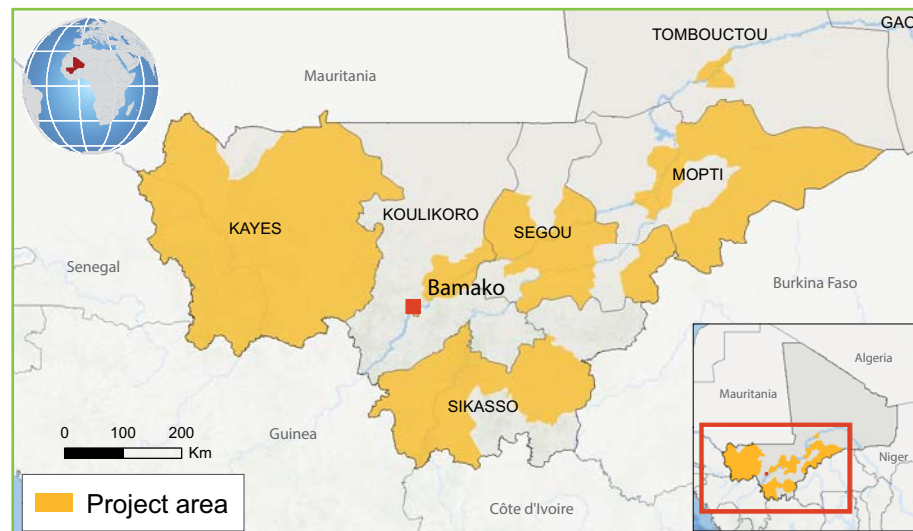 TOMBOUCTOU
GAO
Mauritania
MOPTI
KOULIKORO
KAYES
SEGOU
Senegal
Bamako
Burkina Faso
Algeria
Mauritania
SIKASSO
Guinea
0 100 200
Km
Niger
Project area
Côte d'Ivoire